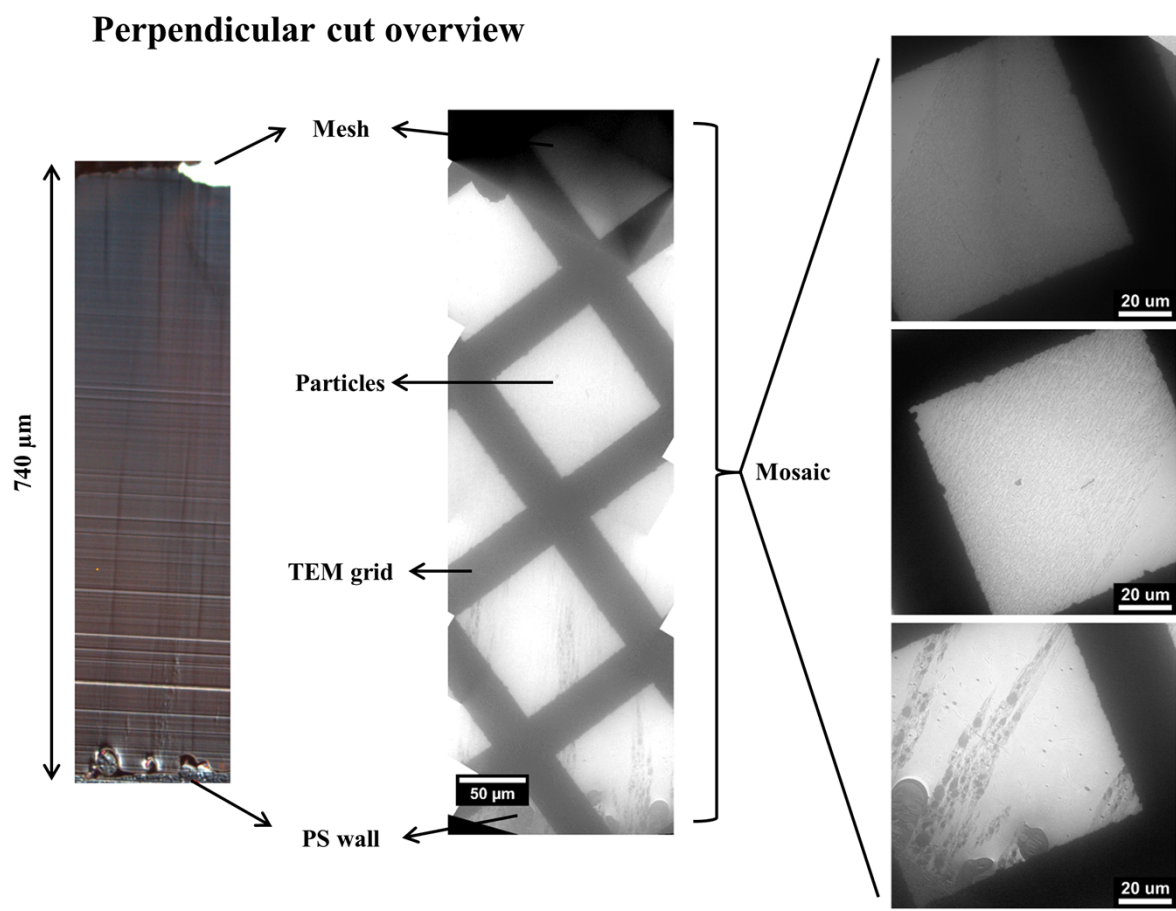 Perpendicular cut overview
Mesh
740 µm
Particles
Mosaic
TEM grid
50 µm
PS wall
20 um
20 um
20 um